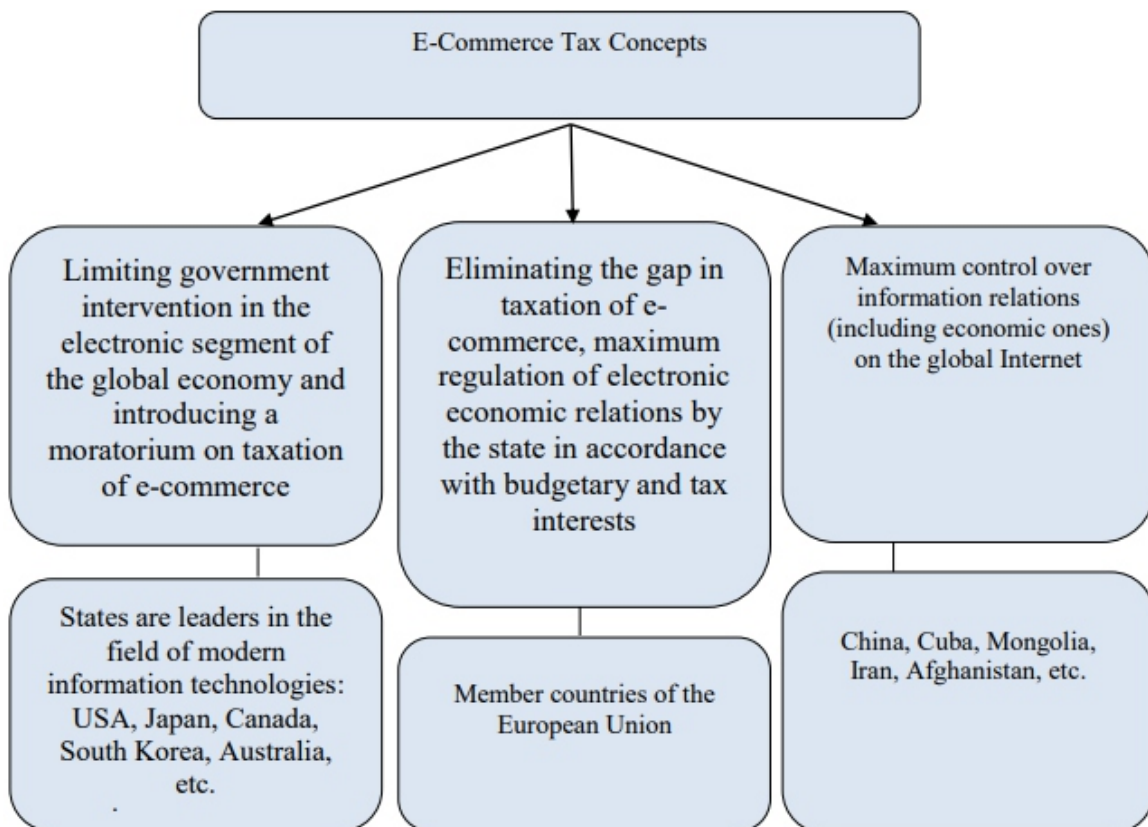 E-Commerce Tax Concepts
Limiting government
intervention in the
electronic segment of
the global economy and
introducing a
moratorium on taxation
of e-commerce
Eliminating the gap in
taxation of e-
commerce, maximum
regulation of electronic
economic relations by
the state in accordance
with budgetary and tax
interests
Maximum control over
information relations
(including economic ones)
on the global Internet
States are leaders in the
field of modern
information technologies:
USA, Japan, Canada,
South Korea, Australia,
etc.
.
Member countries of the
European Union
China, Cuba, Mongolia,
Iran, Afghanistan, etc.